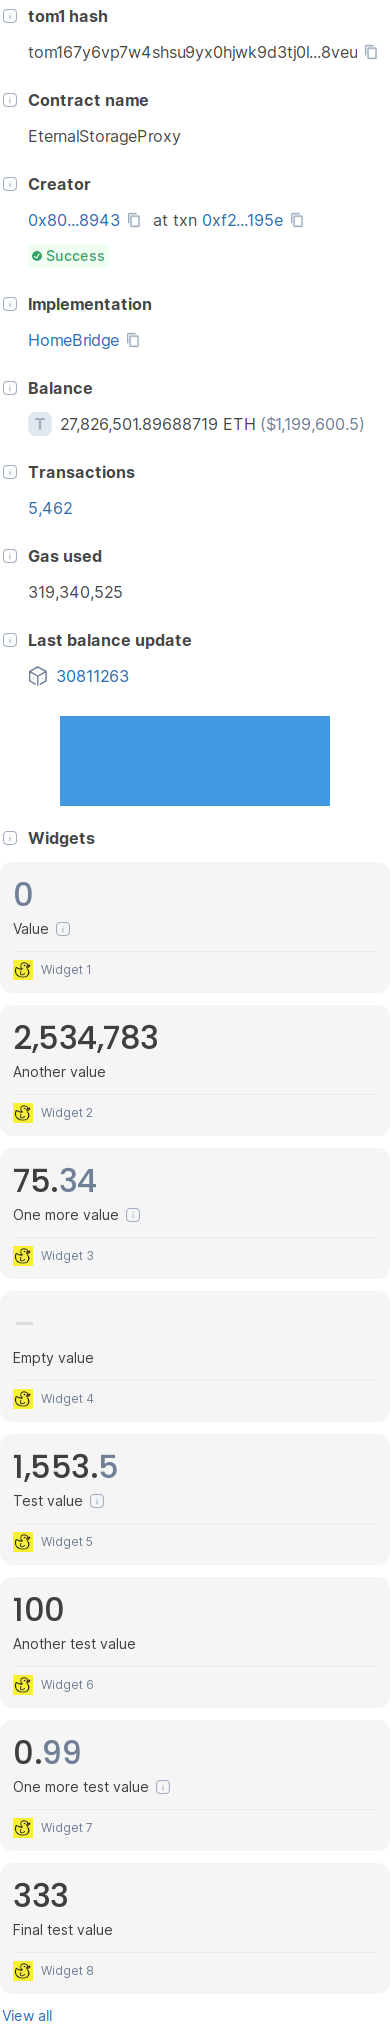 tom1 hash
tom167y6vp7w4shsu9yx0hjwk9d3tj0l...8veu
Contract name
EternalStorageProxy
Creator
0x80...8943 at txn 0xf2...195e
Success
Implementation
HomeBridge
Balance
T 27,826,501.89688719 ETH ($1,199,600.5)
Transactions
5,462
Gas used
319,340,525
Last balance update
30811263
Widgets
0
Value
Widget 1
2,534,783
Another value
Widget 2
75.34
One more value
Widget 3
–
Empty value
Widget 4
1,553.5
Test value
Widget 5
100
Another test value
Widget 6
0.99
One more test value
Widget 7
333
Final test value
Widget 8
View all